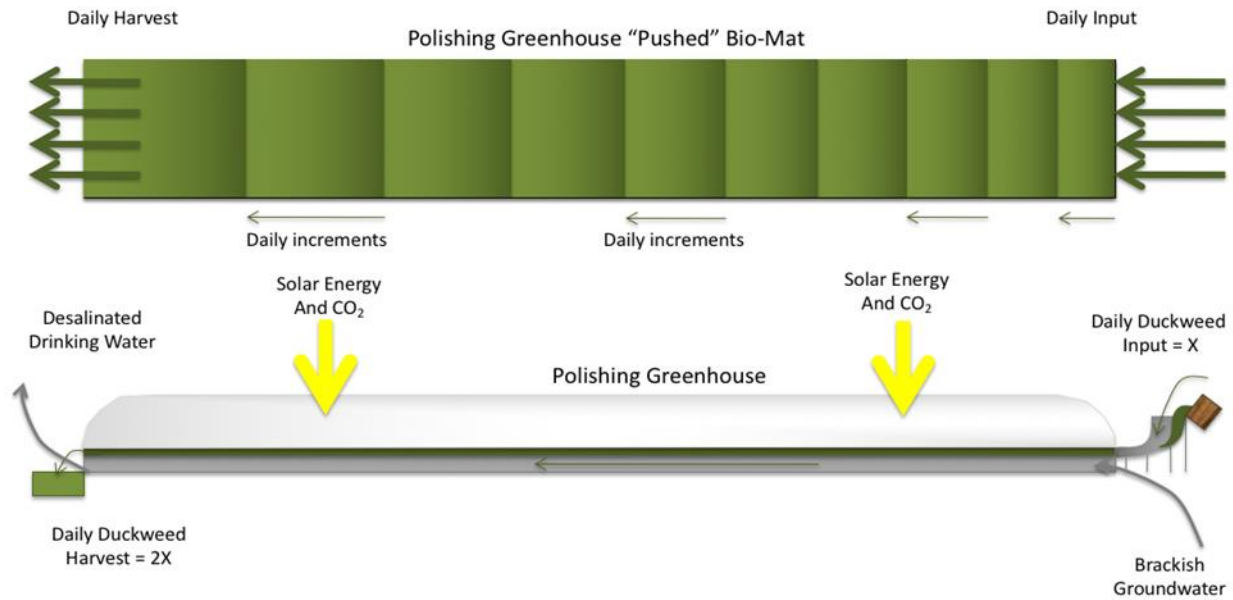 Daily Harvest
Daily Input
Polishing Greenhouse “Pushed” Bio-Mat
Daily increments
Daily increments
Solar Energy
And CO₂
Solar Energy
And CO₂
Desalinated
Drinking Water
Daily Duckweed
Input = X
Polishing Greenhouse
Daily Duckweed
Harvest = 2X
Brackish
Groundwater